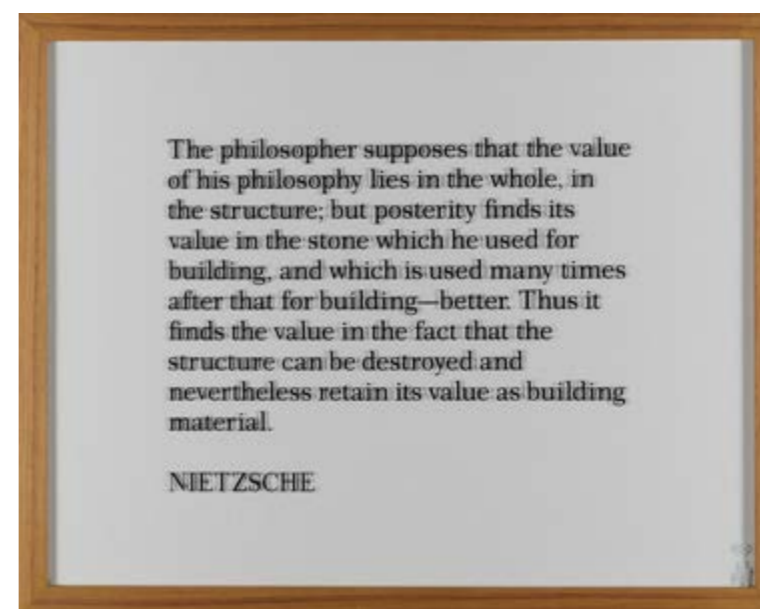 The philosopher supposes that the value
of his philosophy lies in the whole, in
the structure; but posterity finds its
value in the stone which he used for
building, and which is used many times
after that for building—better. Thus it
finds the value in the fact that the
structure can be destroyed and
nevertheless retain its value as building
material.
NIETZSCHE